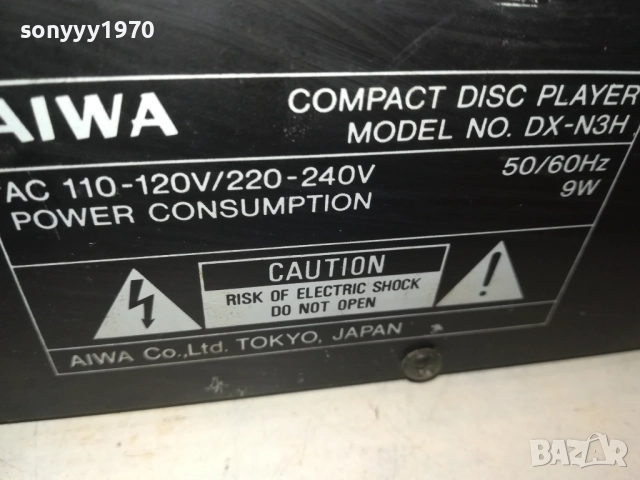 sonyyy1970
AIWA
COMPACT DISC PLAYER
MODEL NO. DX-N3H
AC 110-120V/220-240V 50/60Hz
POWER CONSUMPTION 9W
CAUTION
RISK OF ELECTRIC SHOCK
DO NOT OPEN
AIWA Co.,Ltd. TOKYO, JAPAN
BAZAR